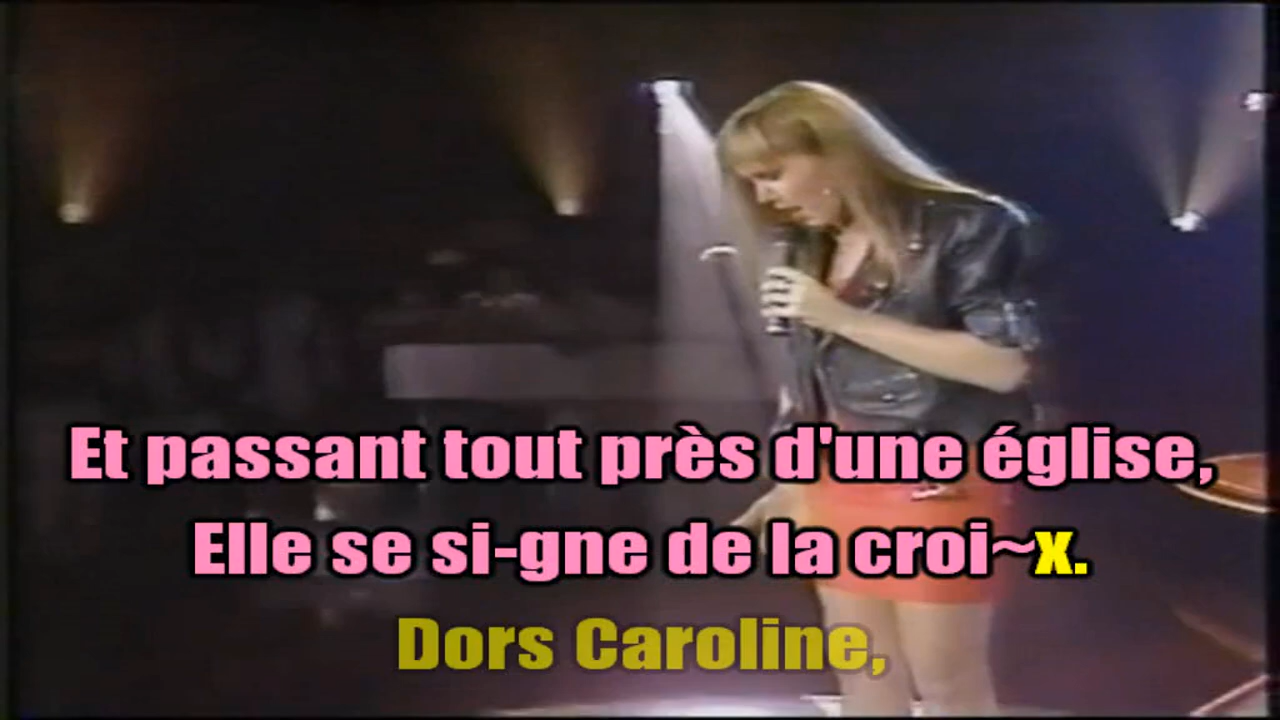 Et passant tout près d'une église,
Elle se si-gne de la croi~x.
Dors Caroline,